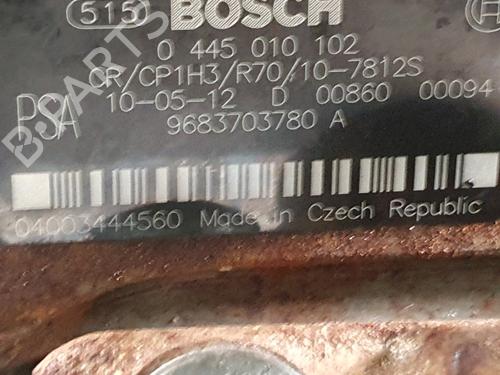 515 BOSCH
0 445 010 102
CR/CP1H3/R70/10-7812S
PSA 10-05-12 D 00860 00094
9683703780 A
04003444560 Made in Czech Republic
B-PARTS